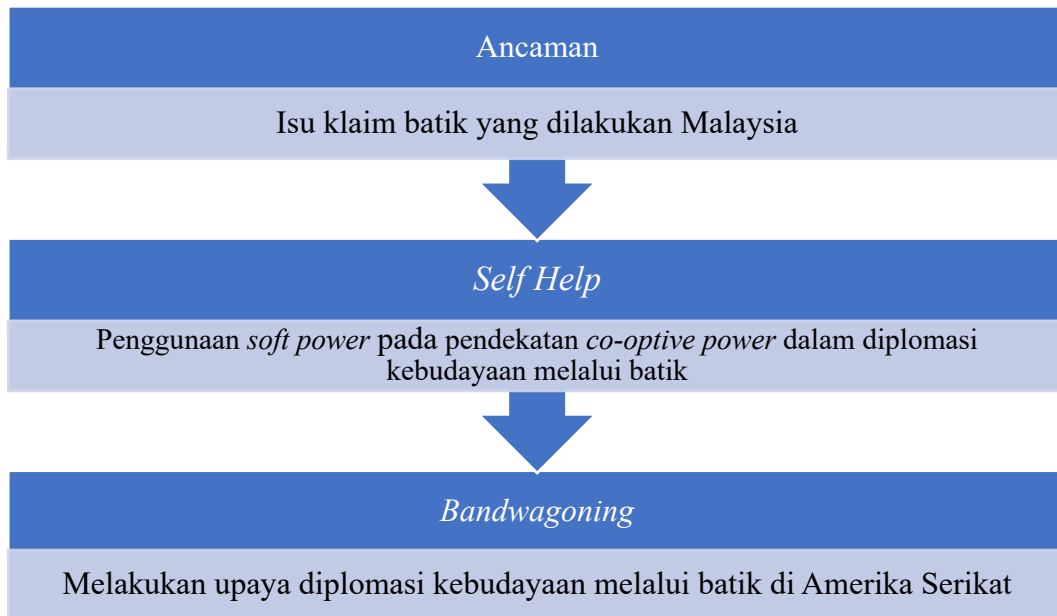 Ancaman
Isu klaim batik yang dilakukan Malaysia
Self Help
Penggunaan soft power pada pendekatan co-optive power dalam diplomasi
kebudayaan melalui batik
Bandwagoning
Melakukan upaya diplomasi kebudayaan melalui batik di Amerika Serikat